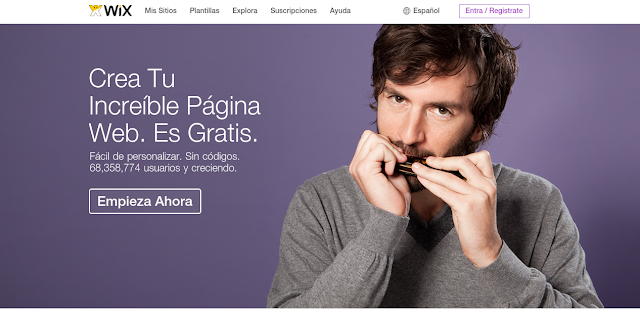 WiX Mis Sitios Plantillas Explora Suscripciones Ayuda Español Entra / Regístrate
Crea Tu
Increíble Página
Web. Es Gratis.
Fácil de personalizar. Sin códigos.
68,358,774 usuarios y creciendo.
Empieza Ahora